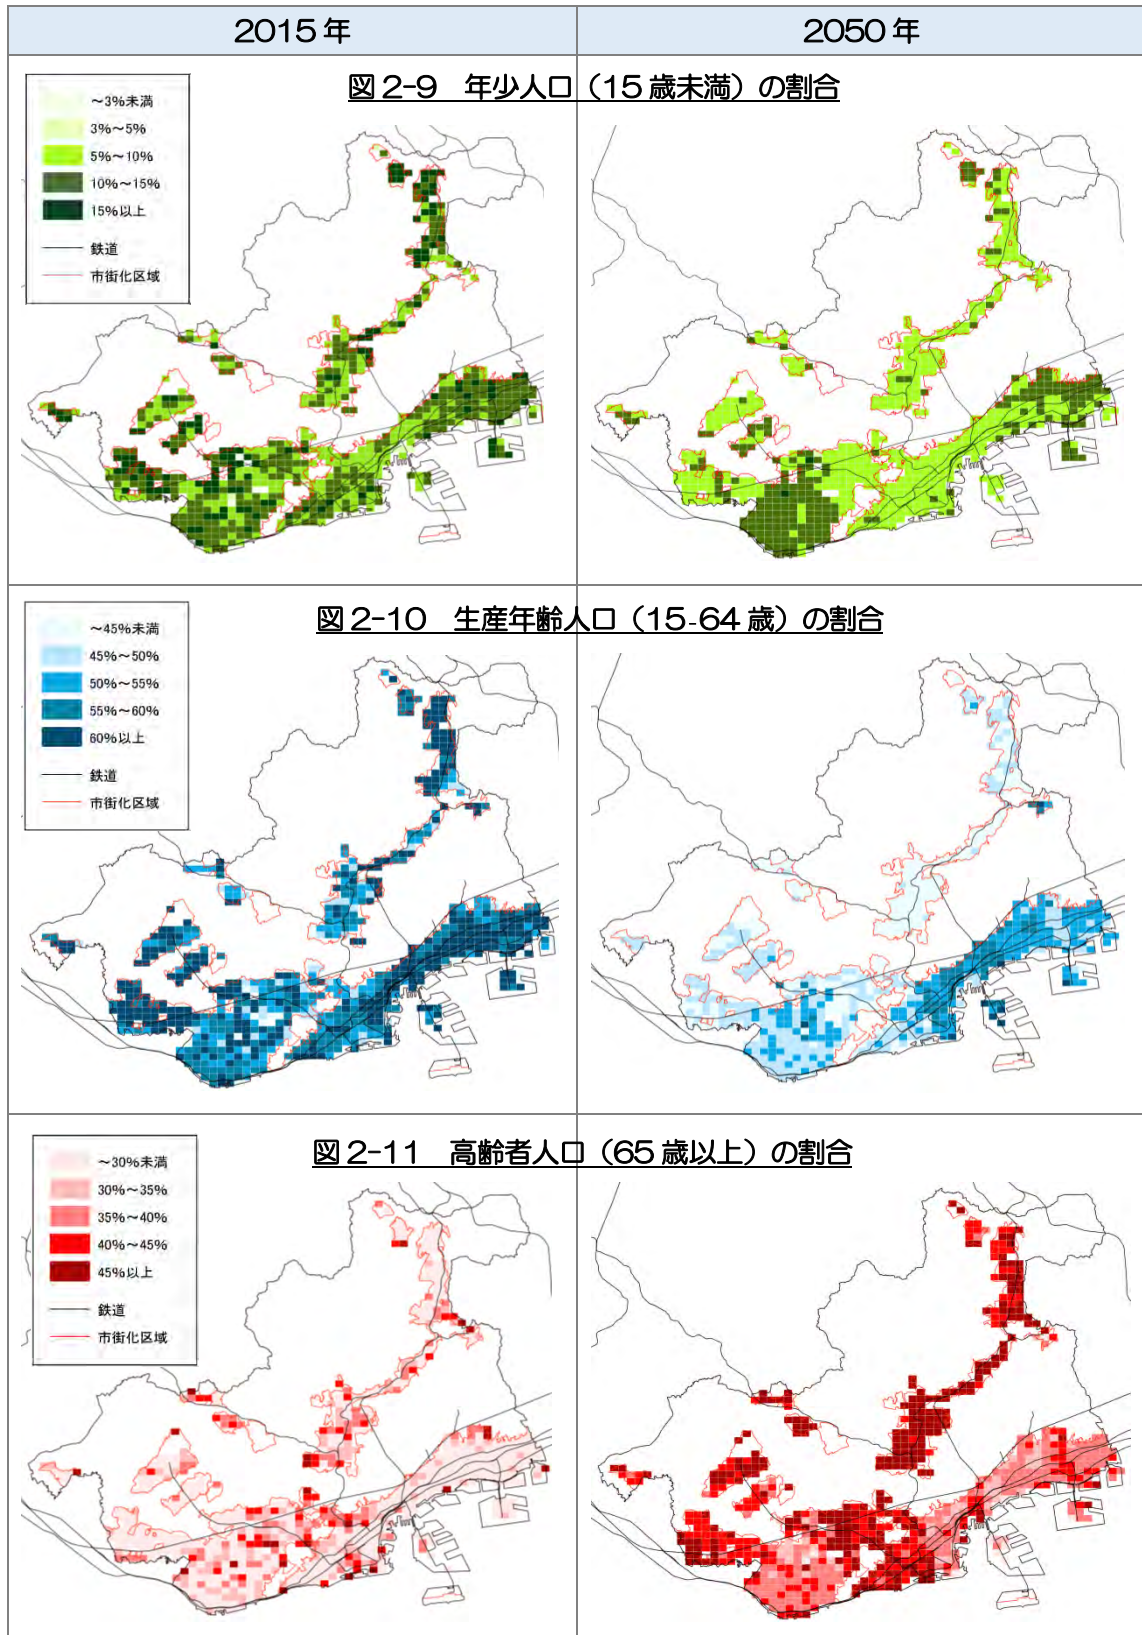 2015年
2050年
図2-9 年少人口（15歳未満）の割合
～3%未満
3%～5%
5%～10%
10%～15%
15%以上
鉄道
市街化区域
図2-10 生産年齢人口（15-64歳）の割合
～45%未満
45%～50%
50%～55%
55%～60%
60%以上
鉄道
市街化区域
図2-11 高齢者人口（65歳以上）の割合
～30%未満
30%～35%
35%～40%
40%～45%
45%以上
鉄道
市街化区域